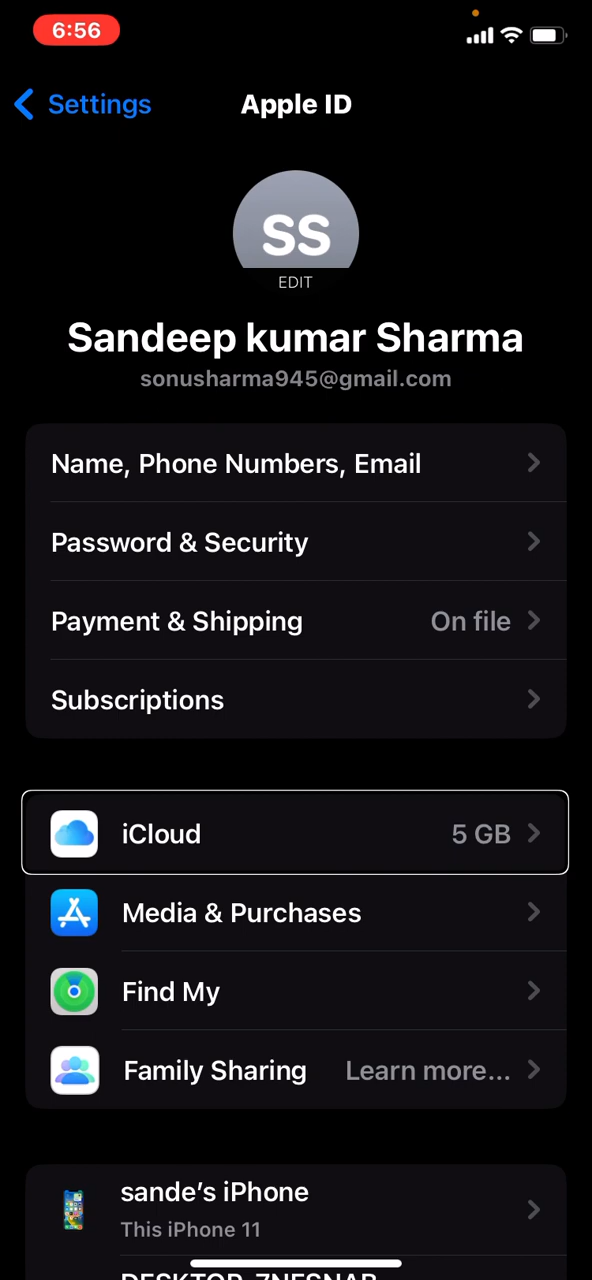 6:56
Settings
Apple ID
SS
EDIT
Sandeep kumar Sharma
sonusharma945@gmail.com
Name, Phone Numbers, Email
Password & Security
Payment & Shipping On file
Subscriptions
iCloud 5 GB
Media & Purchases
Find My
Family Sharing Learn more...
sande’s iPhone
This iPhone 11